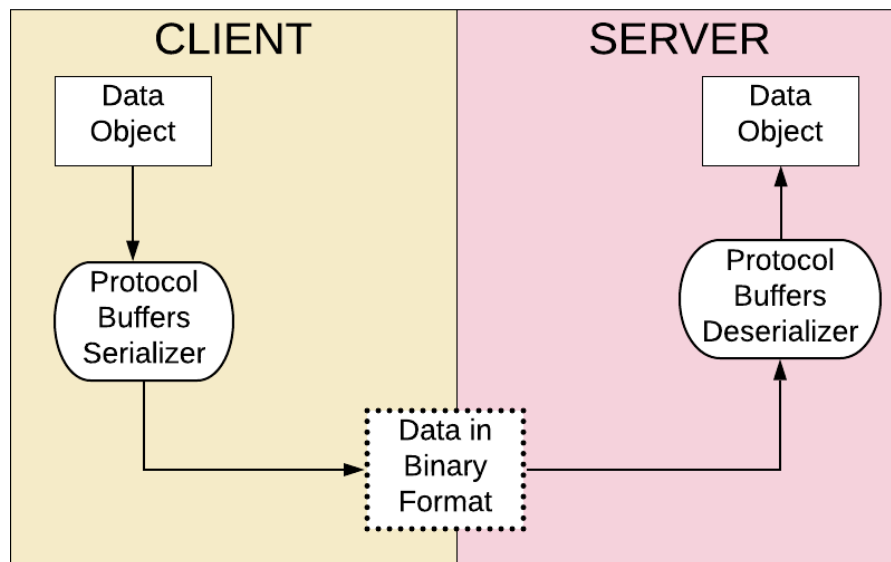 CLIENT
SERVER
Data
Object
Data
Object
Protocol
Buffers
Serializer
Protocol
Buffers
Deserializer
Data in
Binary
Format